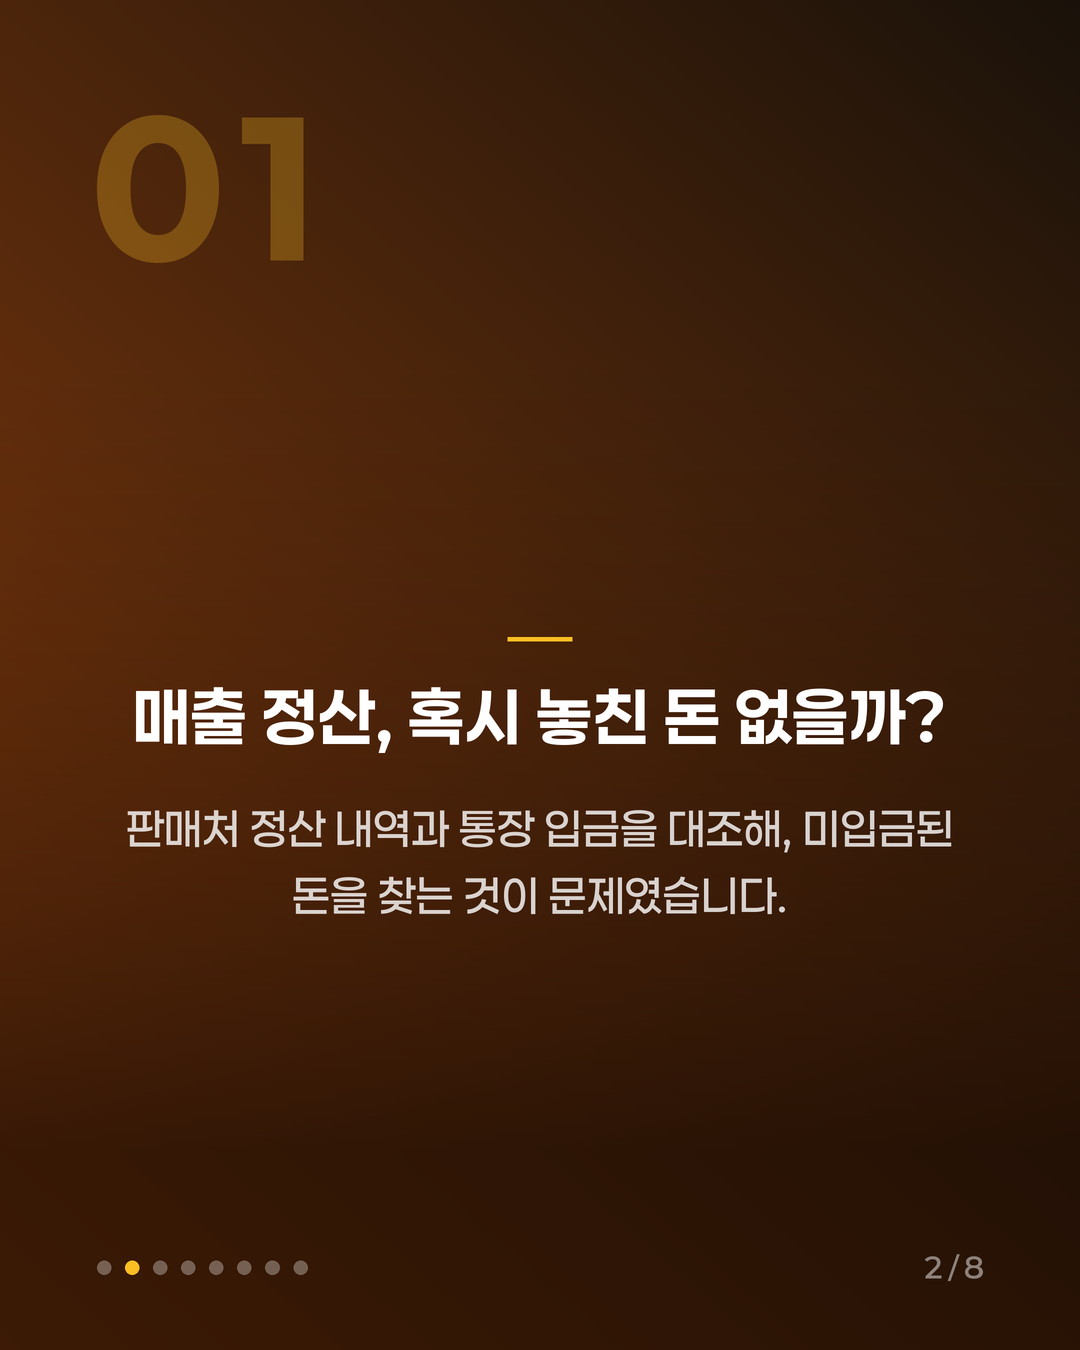 01
매출 정산, 혹시 놓친 돈 없을까?
판매처 정산 내역과 통장 입금을 대조해, 미입금된
돈을 찾는 것이 문제였습니다.
2/8